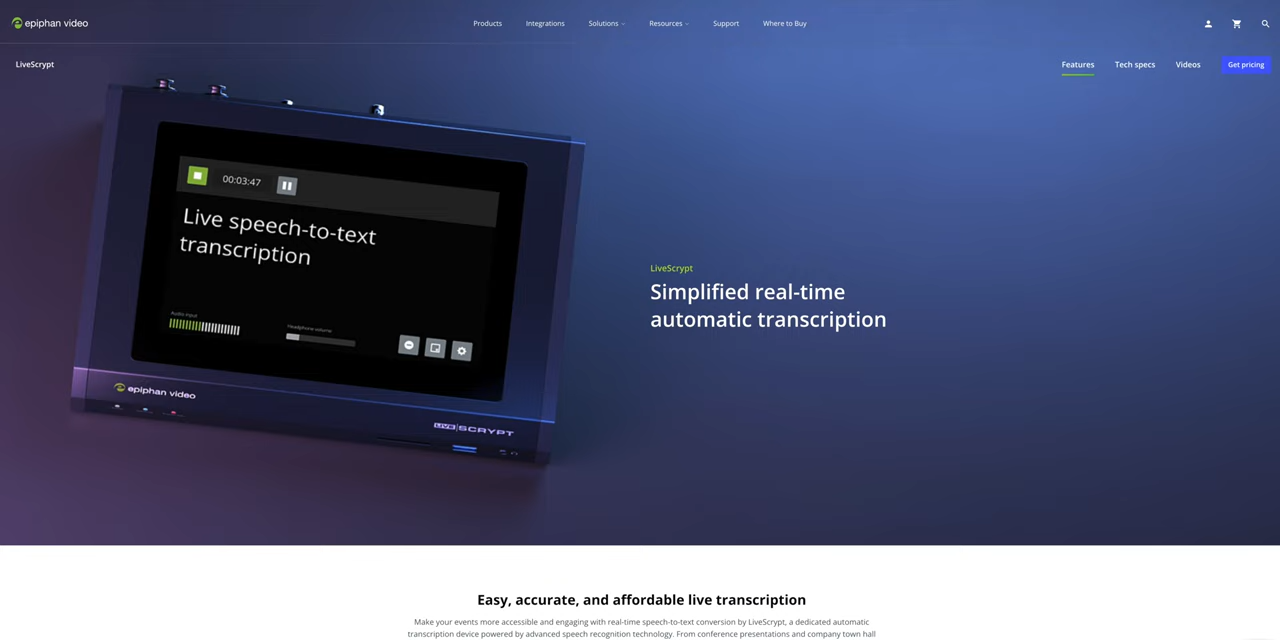 epiphan video
Products
Integrations
Solutions
Resources
Support
Where to Buy
LiveScrypt
Features
Tech specs
Videos
Get pricing
00:03:47
Live speech-to-text
transcription
Audio input
Headphone volume
epiphan video
LIVE SCRYPT
LiveScrypt
Simplified real-time
automatic transcription
Easy, accurate, and affordable live transcription
Make your events more accessible and engaging with real-time speech-to-text conversion by LiveScrypt, a dedicated automatic
transcription device powered by advanced speech recognition technology. From conference presentations and company town hall